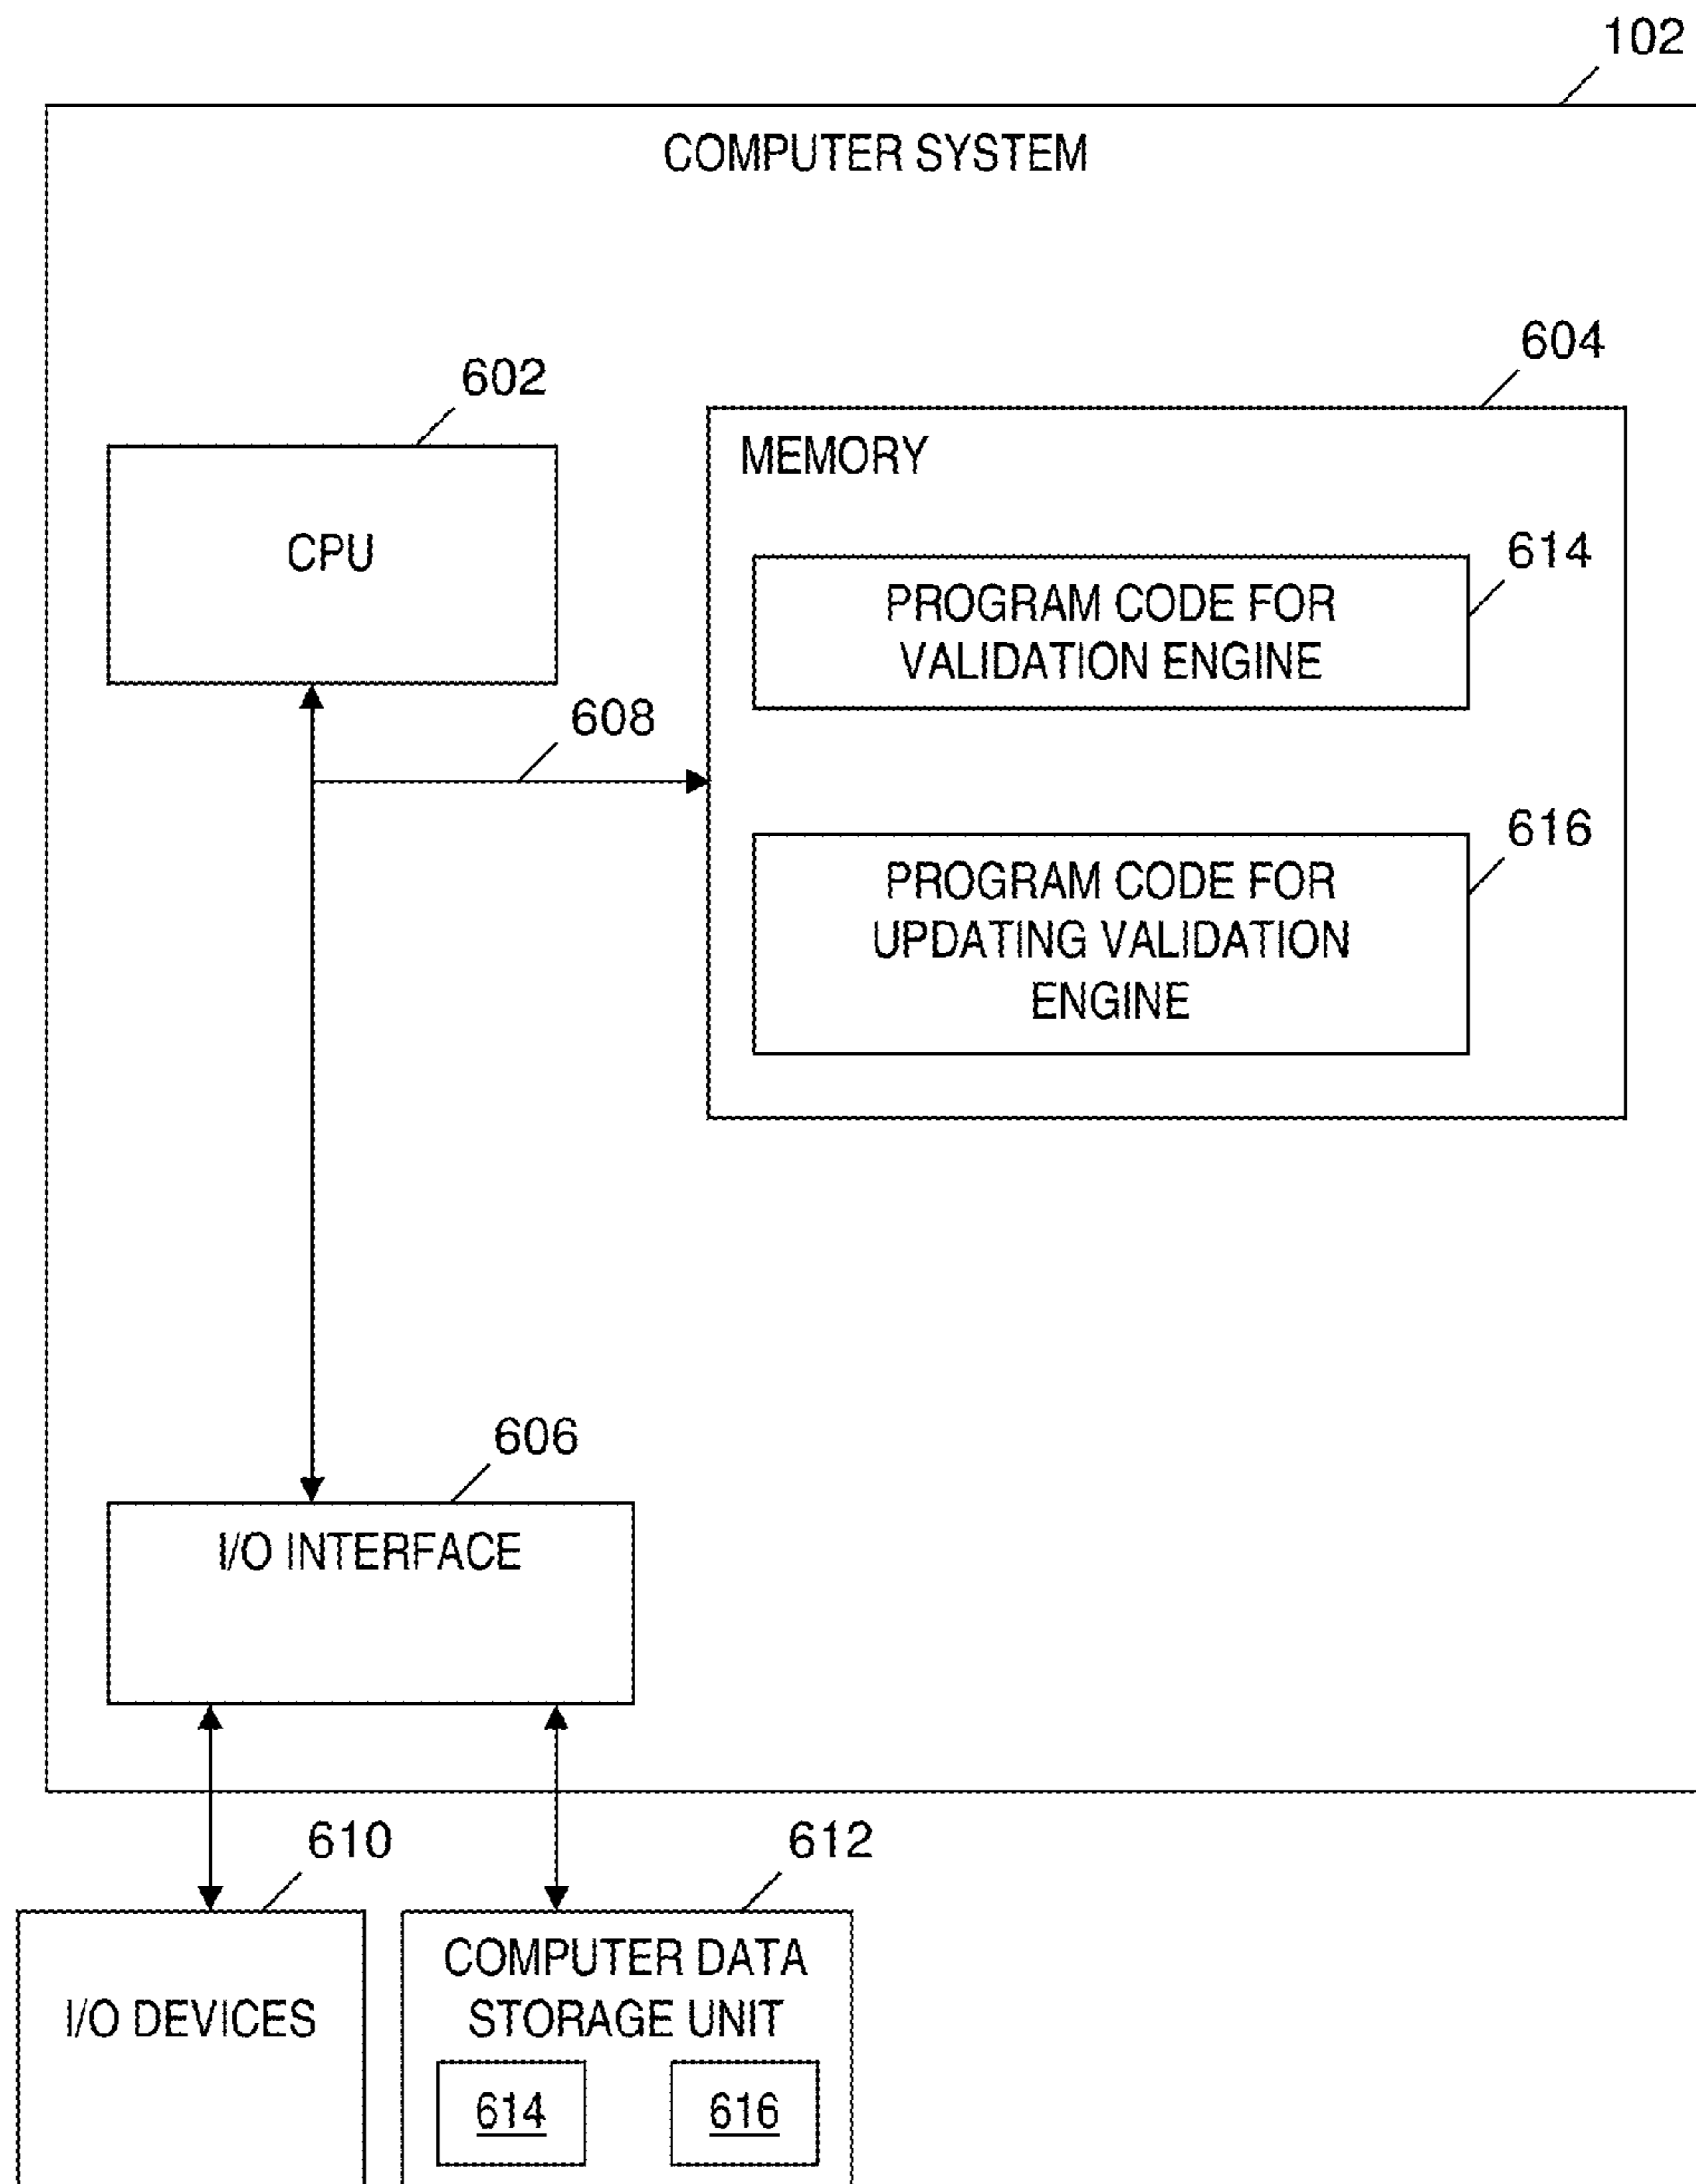 102
COMPUTER SYSTEM
604
602
MEMORY
CPU
614
PROGRAM CODE FOR
VALIDATION ENGINE
608
616
PROGRAM CODE FOR
UPDATING VALIDATION
ENGINE
606
I/O INTERFACE
610
612
I/O DEVICES
COMPUTER DATA
STORAGE UNIT
614
616